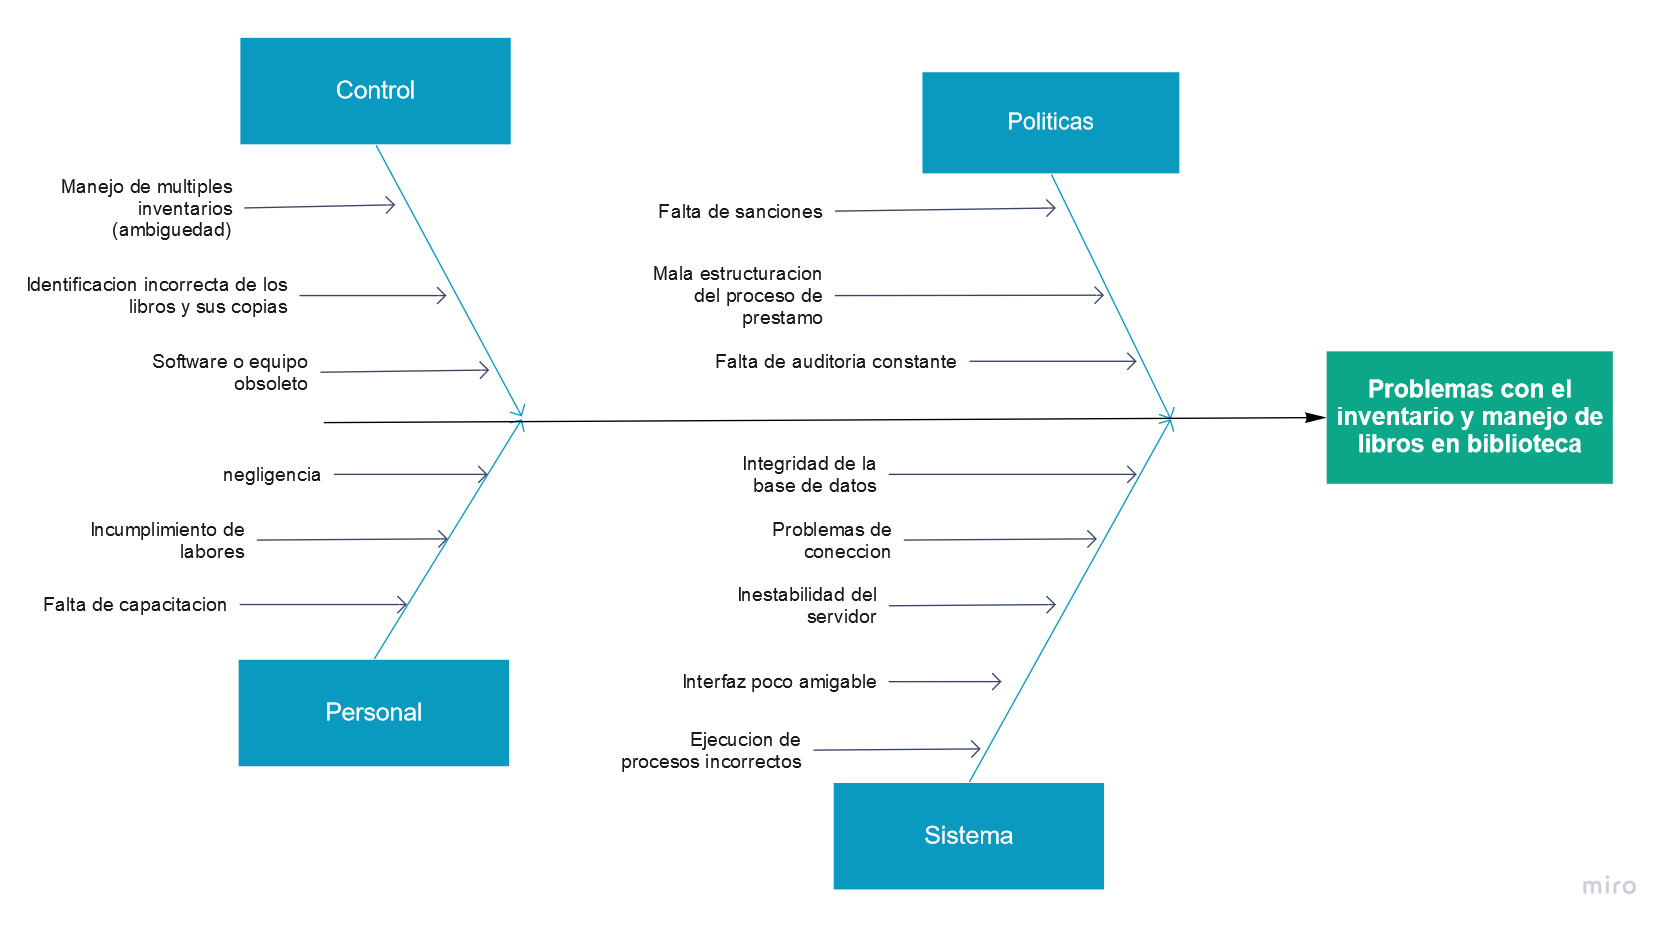 Control
Manejo de multiples
inventarios
(ambiguedad)
Identificacion incorrecta de los
libros y sus copias
Software o equipo
obsoleto
Politicas
Falta de sanciones
Mala estructuracion
del proceso de
prestamo
Falta de auditoria constante
Problemas con el
inventario y manejo de
libros en biblioteca
negligencia
Incumplimiento de
labores
Falta de capacitacion
Personal
Integridad de la
base de datos
Problemas de
coneccion
Inestabilidad del
servidor
Interfaz poco amigable
Ejecucion de
procesos incorrectos
Sistema
miro